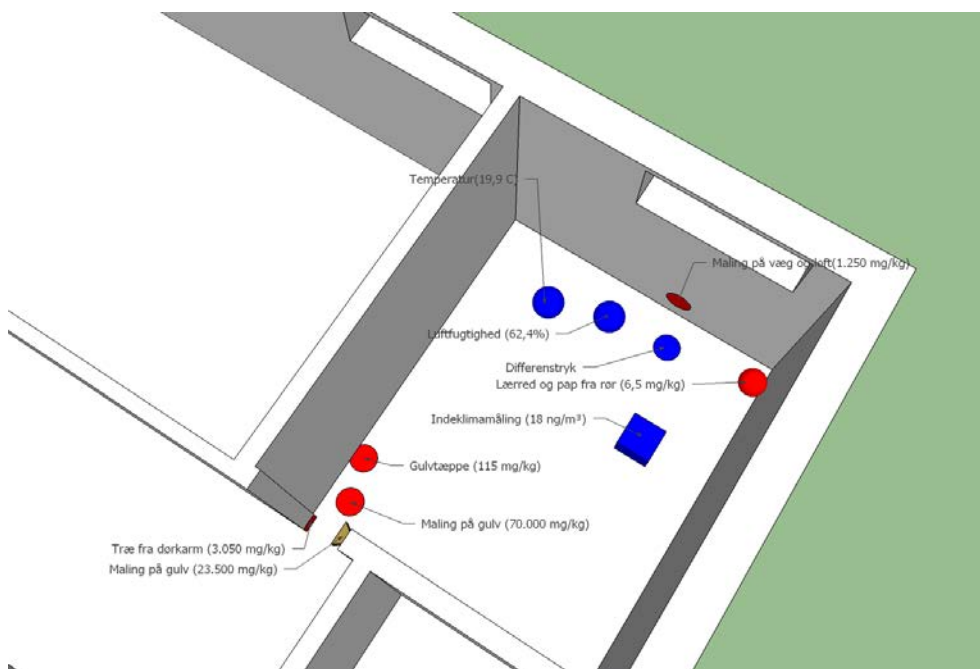 Temperatur(19,9 C)
Maling på væg og loft(1.250 mg/kg)
Luftfugtighed (62,4%)
Differenstryk
Lærred og pap fra rør (6,5 mg/kg)
Indeklimamåling (18 ng/m³)
Gulvtæppe (115 mg/kg)
Maling på gulv (70.000 mg/kg)
Træ fra dørkarm (3.050 mg/kg)
Maling på gulv (23.500 mg/kg)